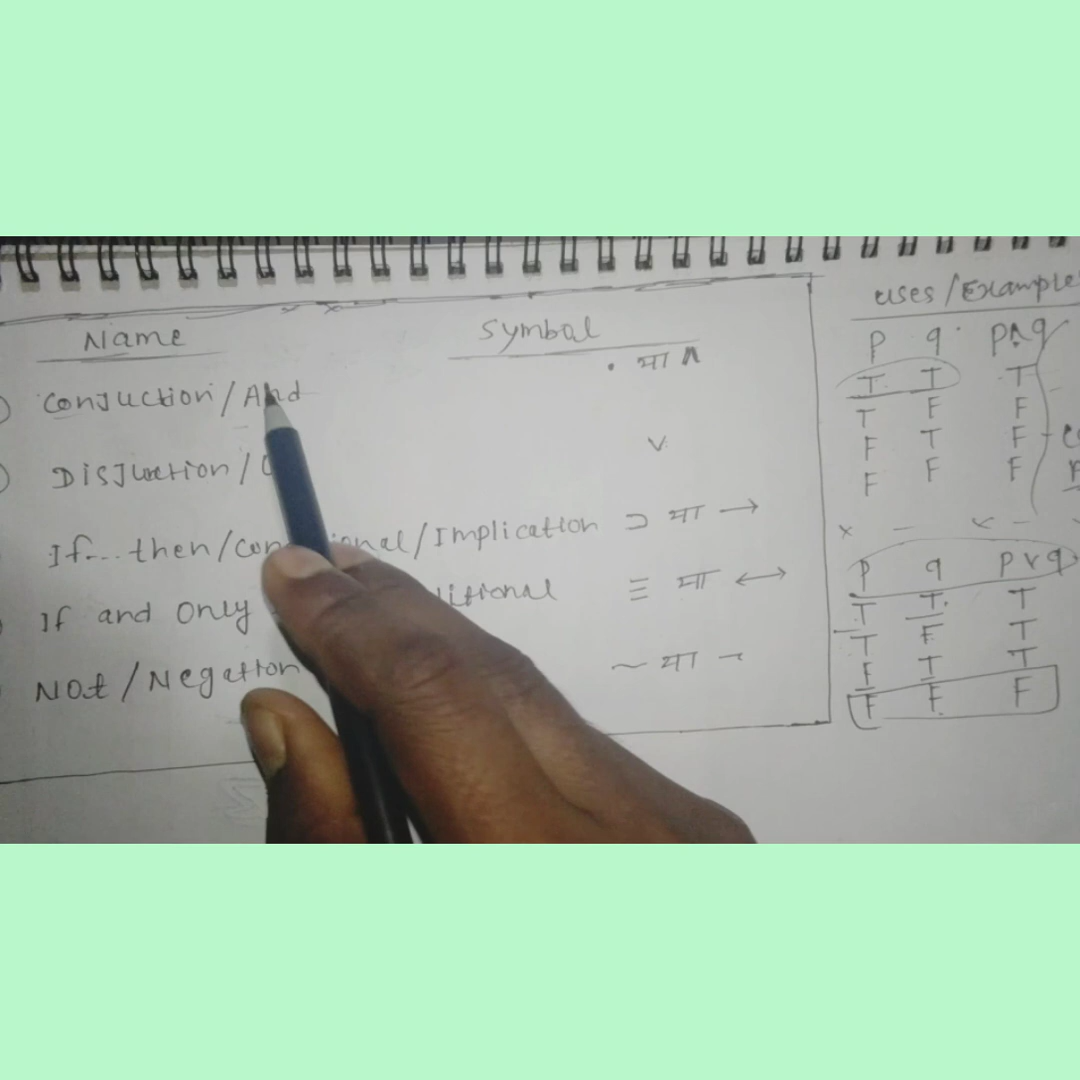 Name Symbol
Conjuction / And • या ∧
Disjuction /
∨
If...then / /Implication ⊃ या →
If and Only ≡ या ↔
Not / Negation ~ या ¬
uses / Example
p q p∧q
T T T
T F F
F T F
F F F
p q p∨q
T T T
T F T
F T T
F F F